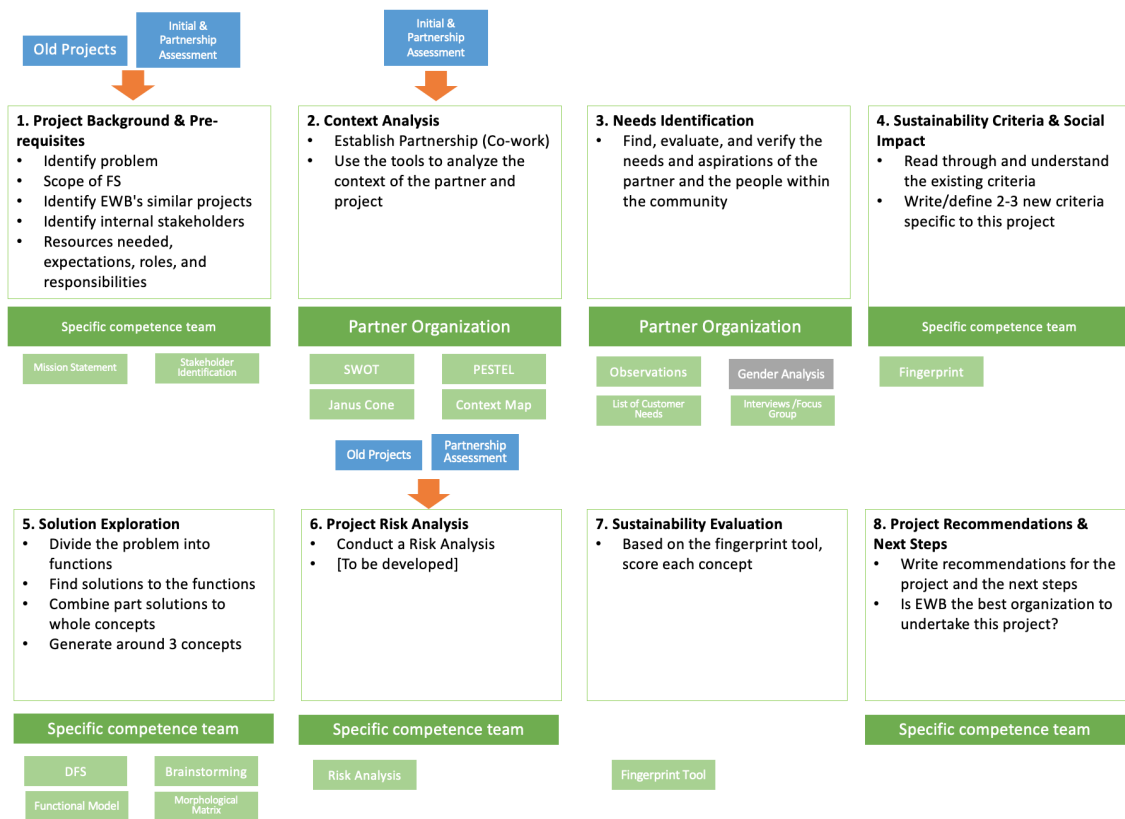 Old Projects
Initial &
Partnership
Assessment
Initial &
Partnership
Assessment
1. Project Background & Pre-
requisites
• Identify problem
• Scope of FS
• Identify EWB's similar projects
• Identify internal stakeholders
• Resources needed,
expectations, roles, and
responsibilities
Specific competence team
Mission Statement
Stakeholder
Identification
2. Context Analysis
• Establish Partnership (Co-work)
• Use the tools to analyze the
context of the partner and
project
Partner Organization
SWOT
PESTEL
Janus Cone
Context Map
3. Needs Identification
• Find, evaluate, and verify the
needs and aspirations of the
partner and the people within
the community
Partner Organization
Observations
Gender Analysis
List of Customer
Needs
Interviews /Focus
Group
4. Sustainability Criteria & Social
Impact
• Read through and understand
the existing criteria
• Write/define 2-3 new criteria
specific to this project
Specific competence team
Fingerprint
Old Projects
Partnership
Assessment
5. Solution Exploration
• Divide the problem into
functions
• Find solutions to the functions
• Combine part solutions to
whole concepts
• Generate around 3 concepts
Specific competence team
DFS
Brainstorming
Functional Model
Morphological
Matrix
6. Project Risk Analysis
• Conduct a Risk Analysis
• [To be developed]
Specific competence team
Risk Analysis
7. Sustainability Evaluation
• Based on the fingerprint tool,
score each concept
Fingerprint Tool
8. Project Recommendations &
Next Steps
• Write recommendations for the
project and the next steps
• Is EWB the best organization to
undertake this project?
Specific competence team